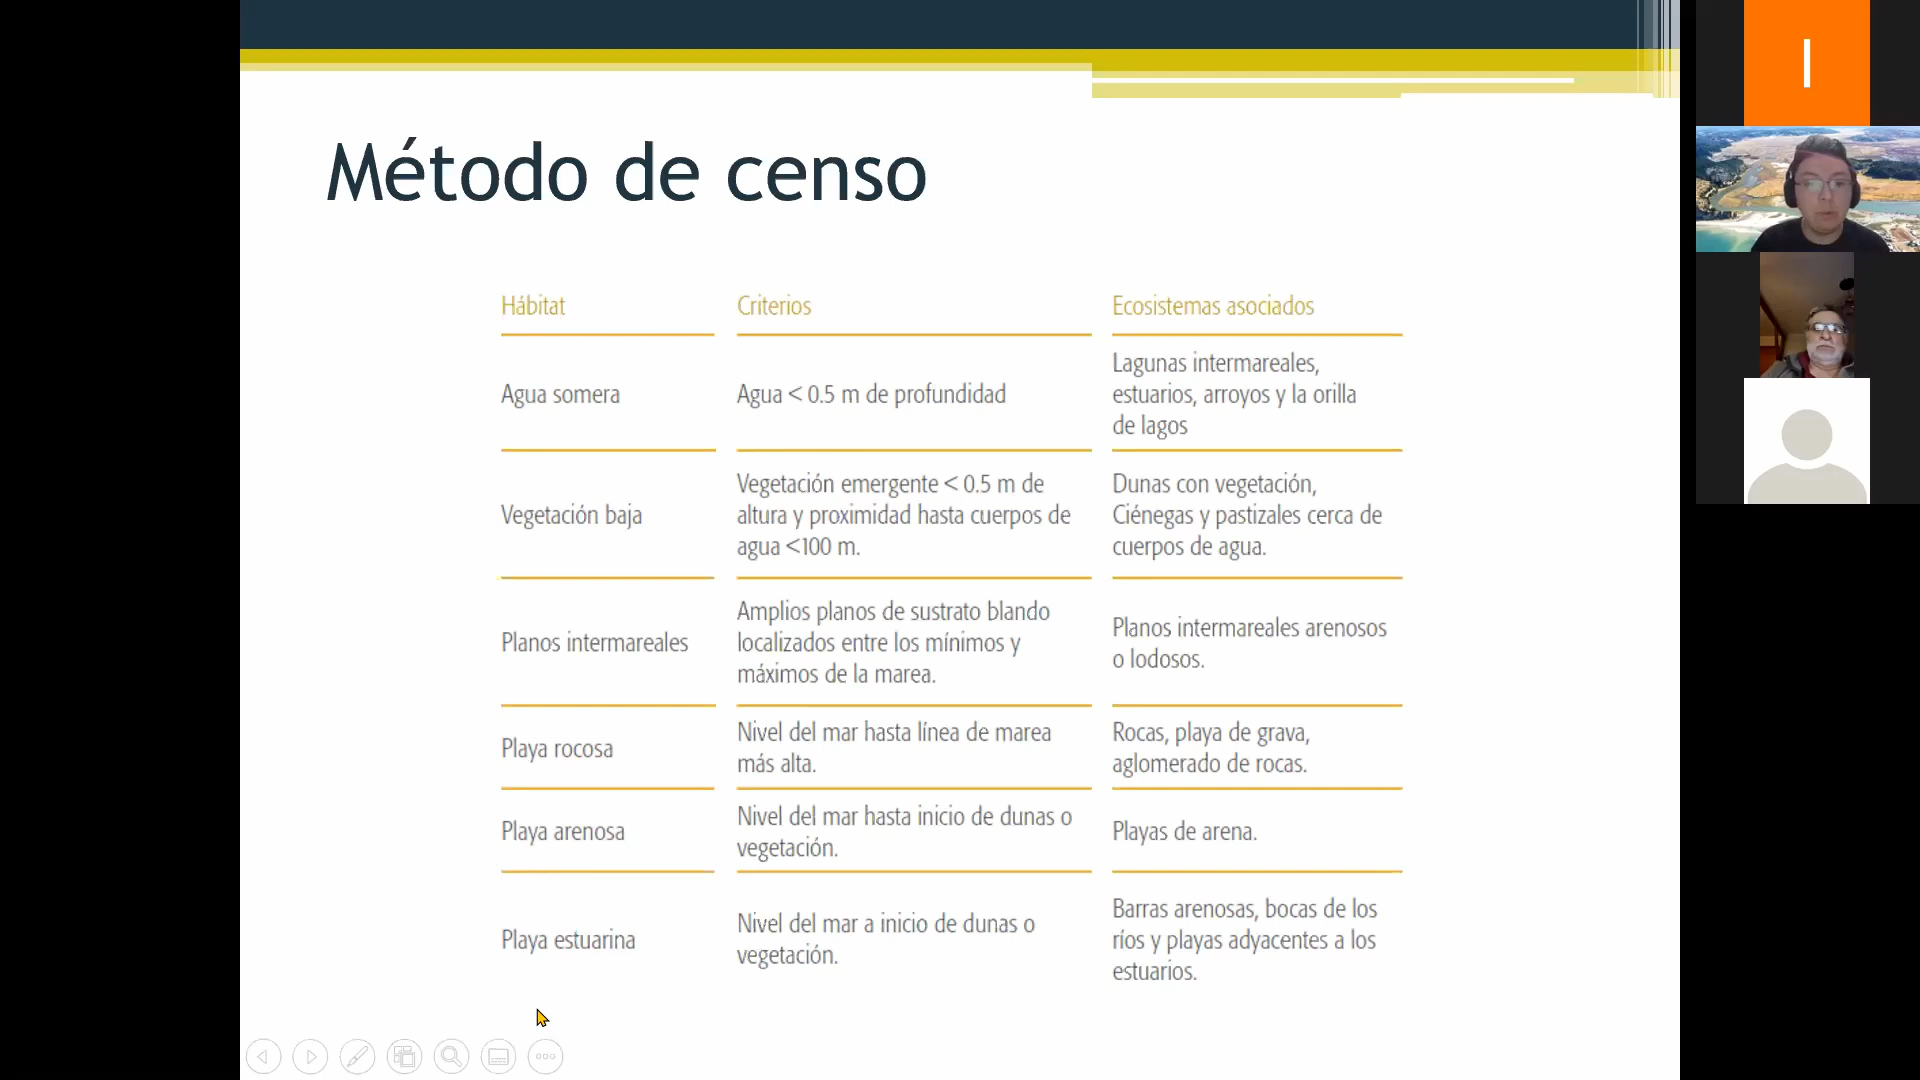 Método de censo
Hábitat
Criterios
Ecosistemas asociados
Agua somera
Agua < 0.5 m de profundidad
Lagunas intermareales,
estuarios, arroyos y la orilla
de lagos
Vegetación baja
Vegetación emergente < 0.5 m de
altura y proximidad hasta cuerpos de
agua <100 m.
Dunas con vegetación,
Ciénegas y pastizales cerca de
cuerpos de agua.
Planos intermareales
Amplios planos de sustrato blando
localizados entre los mínimos y
máximos de la marea.
Planos intermareales arenosos
o lodosos.
Playa rocosa
Nivel del mar hasta línea de marea
más alta.
Rocas, playa de grava,
aglomerado de rocas.
Playa arenosa
Nivel del mar hasta inicio de dunas o
vegetación.
Playas de arena.
Playa estuarina
Nivel del mar a inicio de dunas o
vegetación.
Barras arenosas, bocas de los
ríos y playas adyacentes a los
estuarios.
I